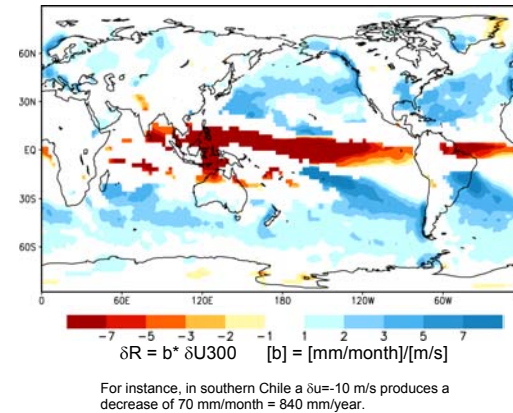 60N
30N
EQ
30S
60S
0 60E 120E 180 120W 60W
-7 -5 -3 -2 -1 1 2 3 5 7
δR = b* δU300 [b] = [mm/month]/[m/s]
For instance, in southern Chile a δu=-10 m/s produces a
decrease of 70 mm/month = 840 mm/year.